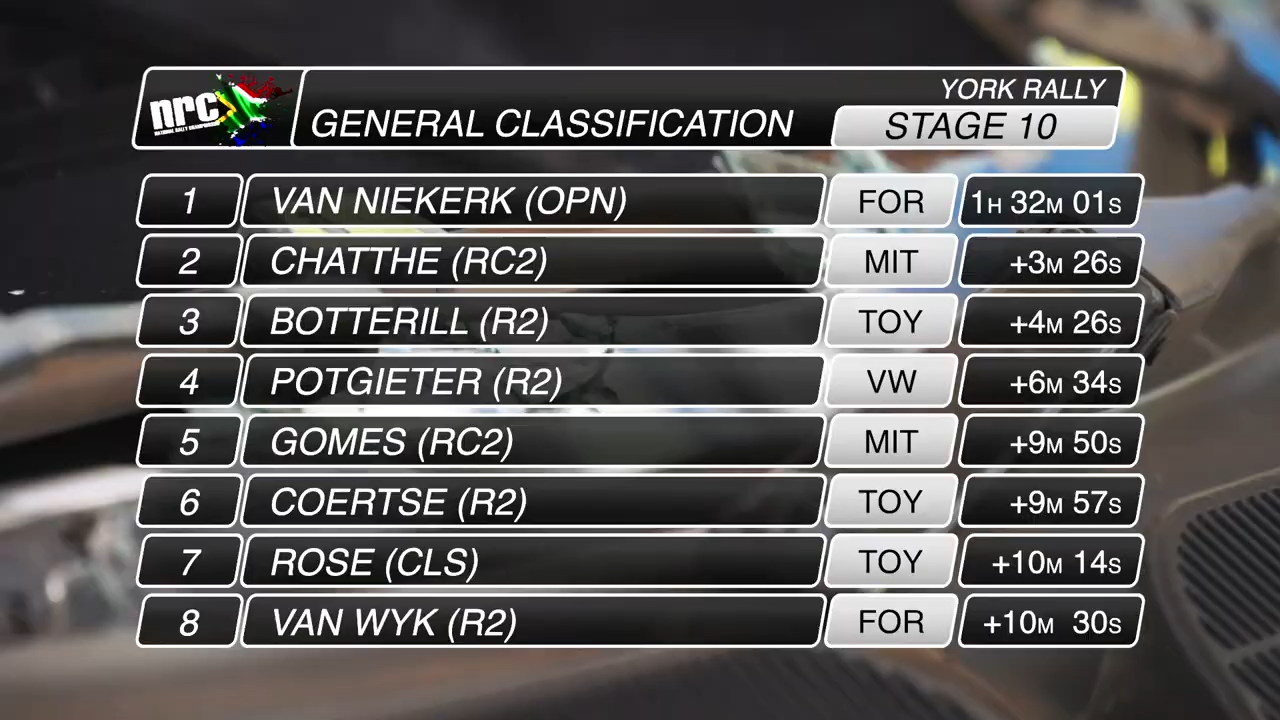 nrc
YORK RALLY
GENERAL CLASSIFICATION
STAGE 10
1 VAN NIEKERK (OPN) FOR 1H 32M 01S
2 CHATTHE (RC2) MIT +3M 26S
3 BOTTERILL (R2) TOY +4M 26S
4 POTGIETER (R2) VW +6M 34S
5 GOMES (RC2) MIT +9M 50S
6 COERTSE (R2) TOY +9M 57S
7 ROSE (CLS) TOY +10M 14S
8 VAN WYK (R2) FOR +10M 30S